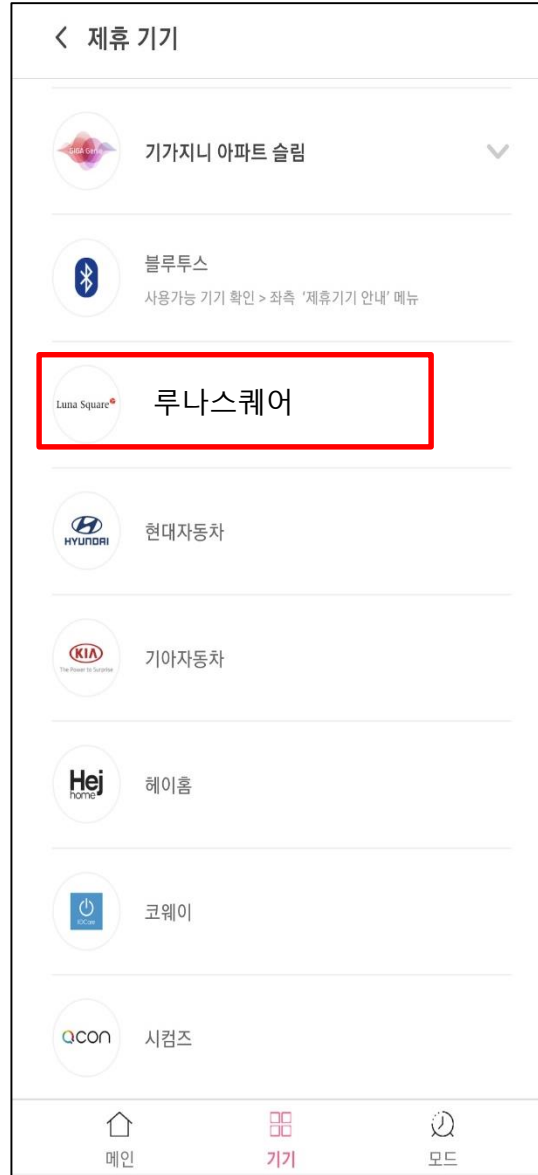 제휴 기기
GIGA Genie
기가지니 아파트 슬림
블루투스
사용가능 기기 확인 > 좌측 '제휴기기 안내' 메뉴
Luna Square
루나스퀘어
HYUNDAI
현대자동차
KIA
The Power to Surprise
기아자동차
Hej
home
헤이홈
IOCare
코웨이
QCON
시컴즈
메인
기기
모드